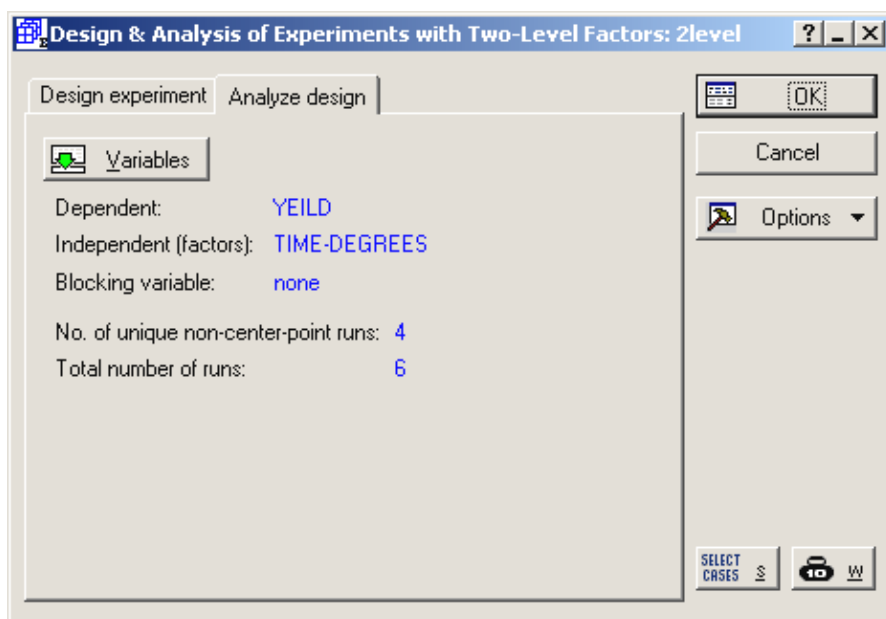 Design & Analysis of Experiments with Two-Level Factors: 2level
Design experiment
Analyze design
Variables
Dependent: YEILD
Independent (factors): TIME-DEGREES
Blocking variable: none
No. of unique non-center-point runs: 4
Total number of runs: 6
OK
Cancel
Options
SELECT CASES S
10 W